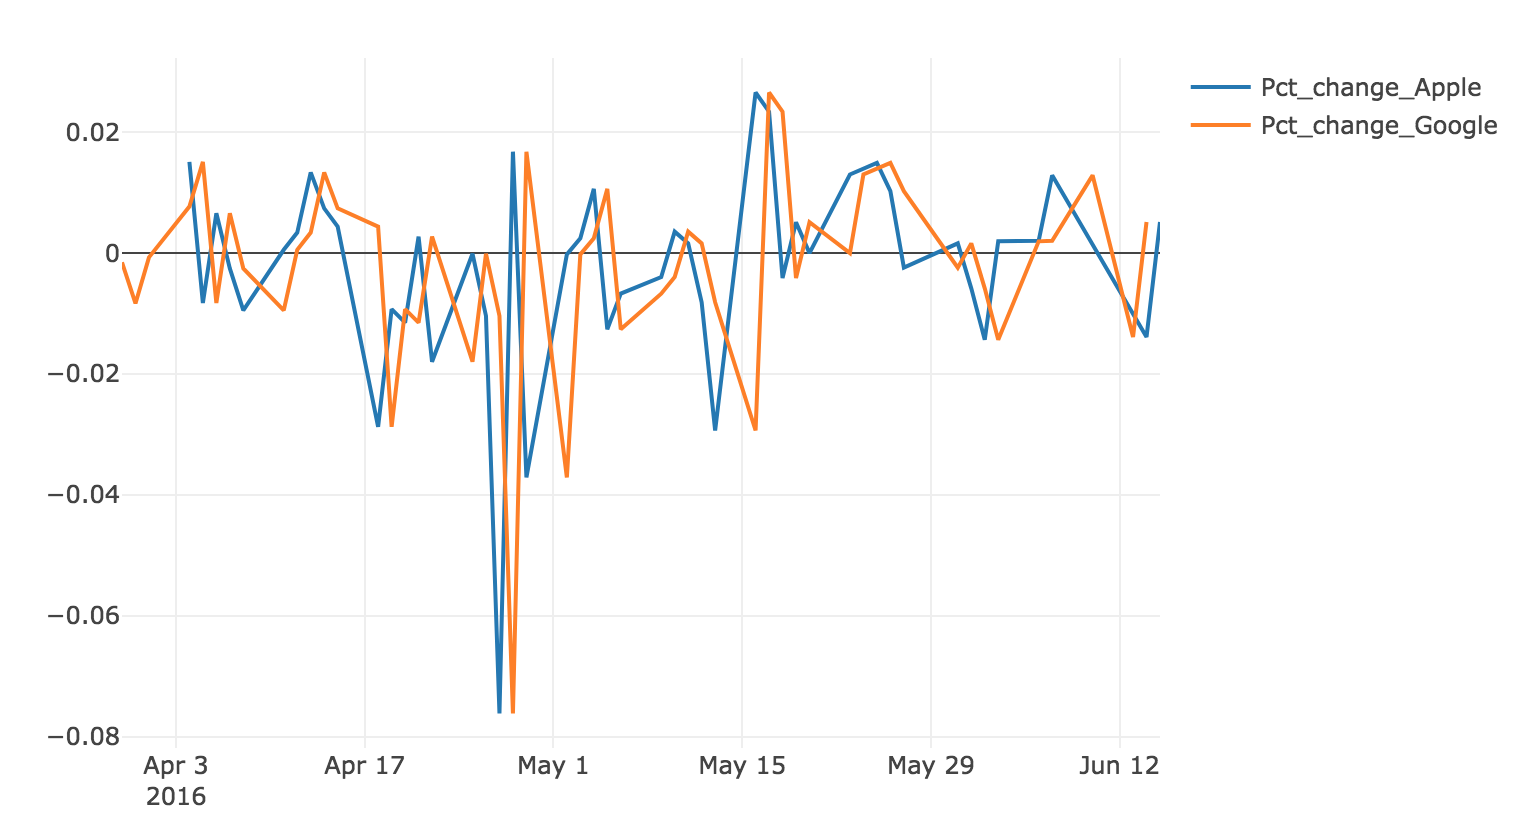 Pct_change_Apple
Pct_change_Google
0.02
0
−0.02
−0.04
−0.06
−0.08
Apr 3
2016
Apr 17
May 1
May 15
May 29
Jun 12